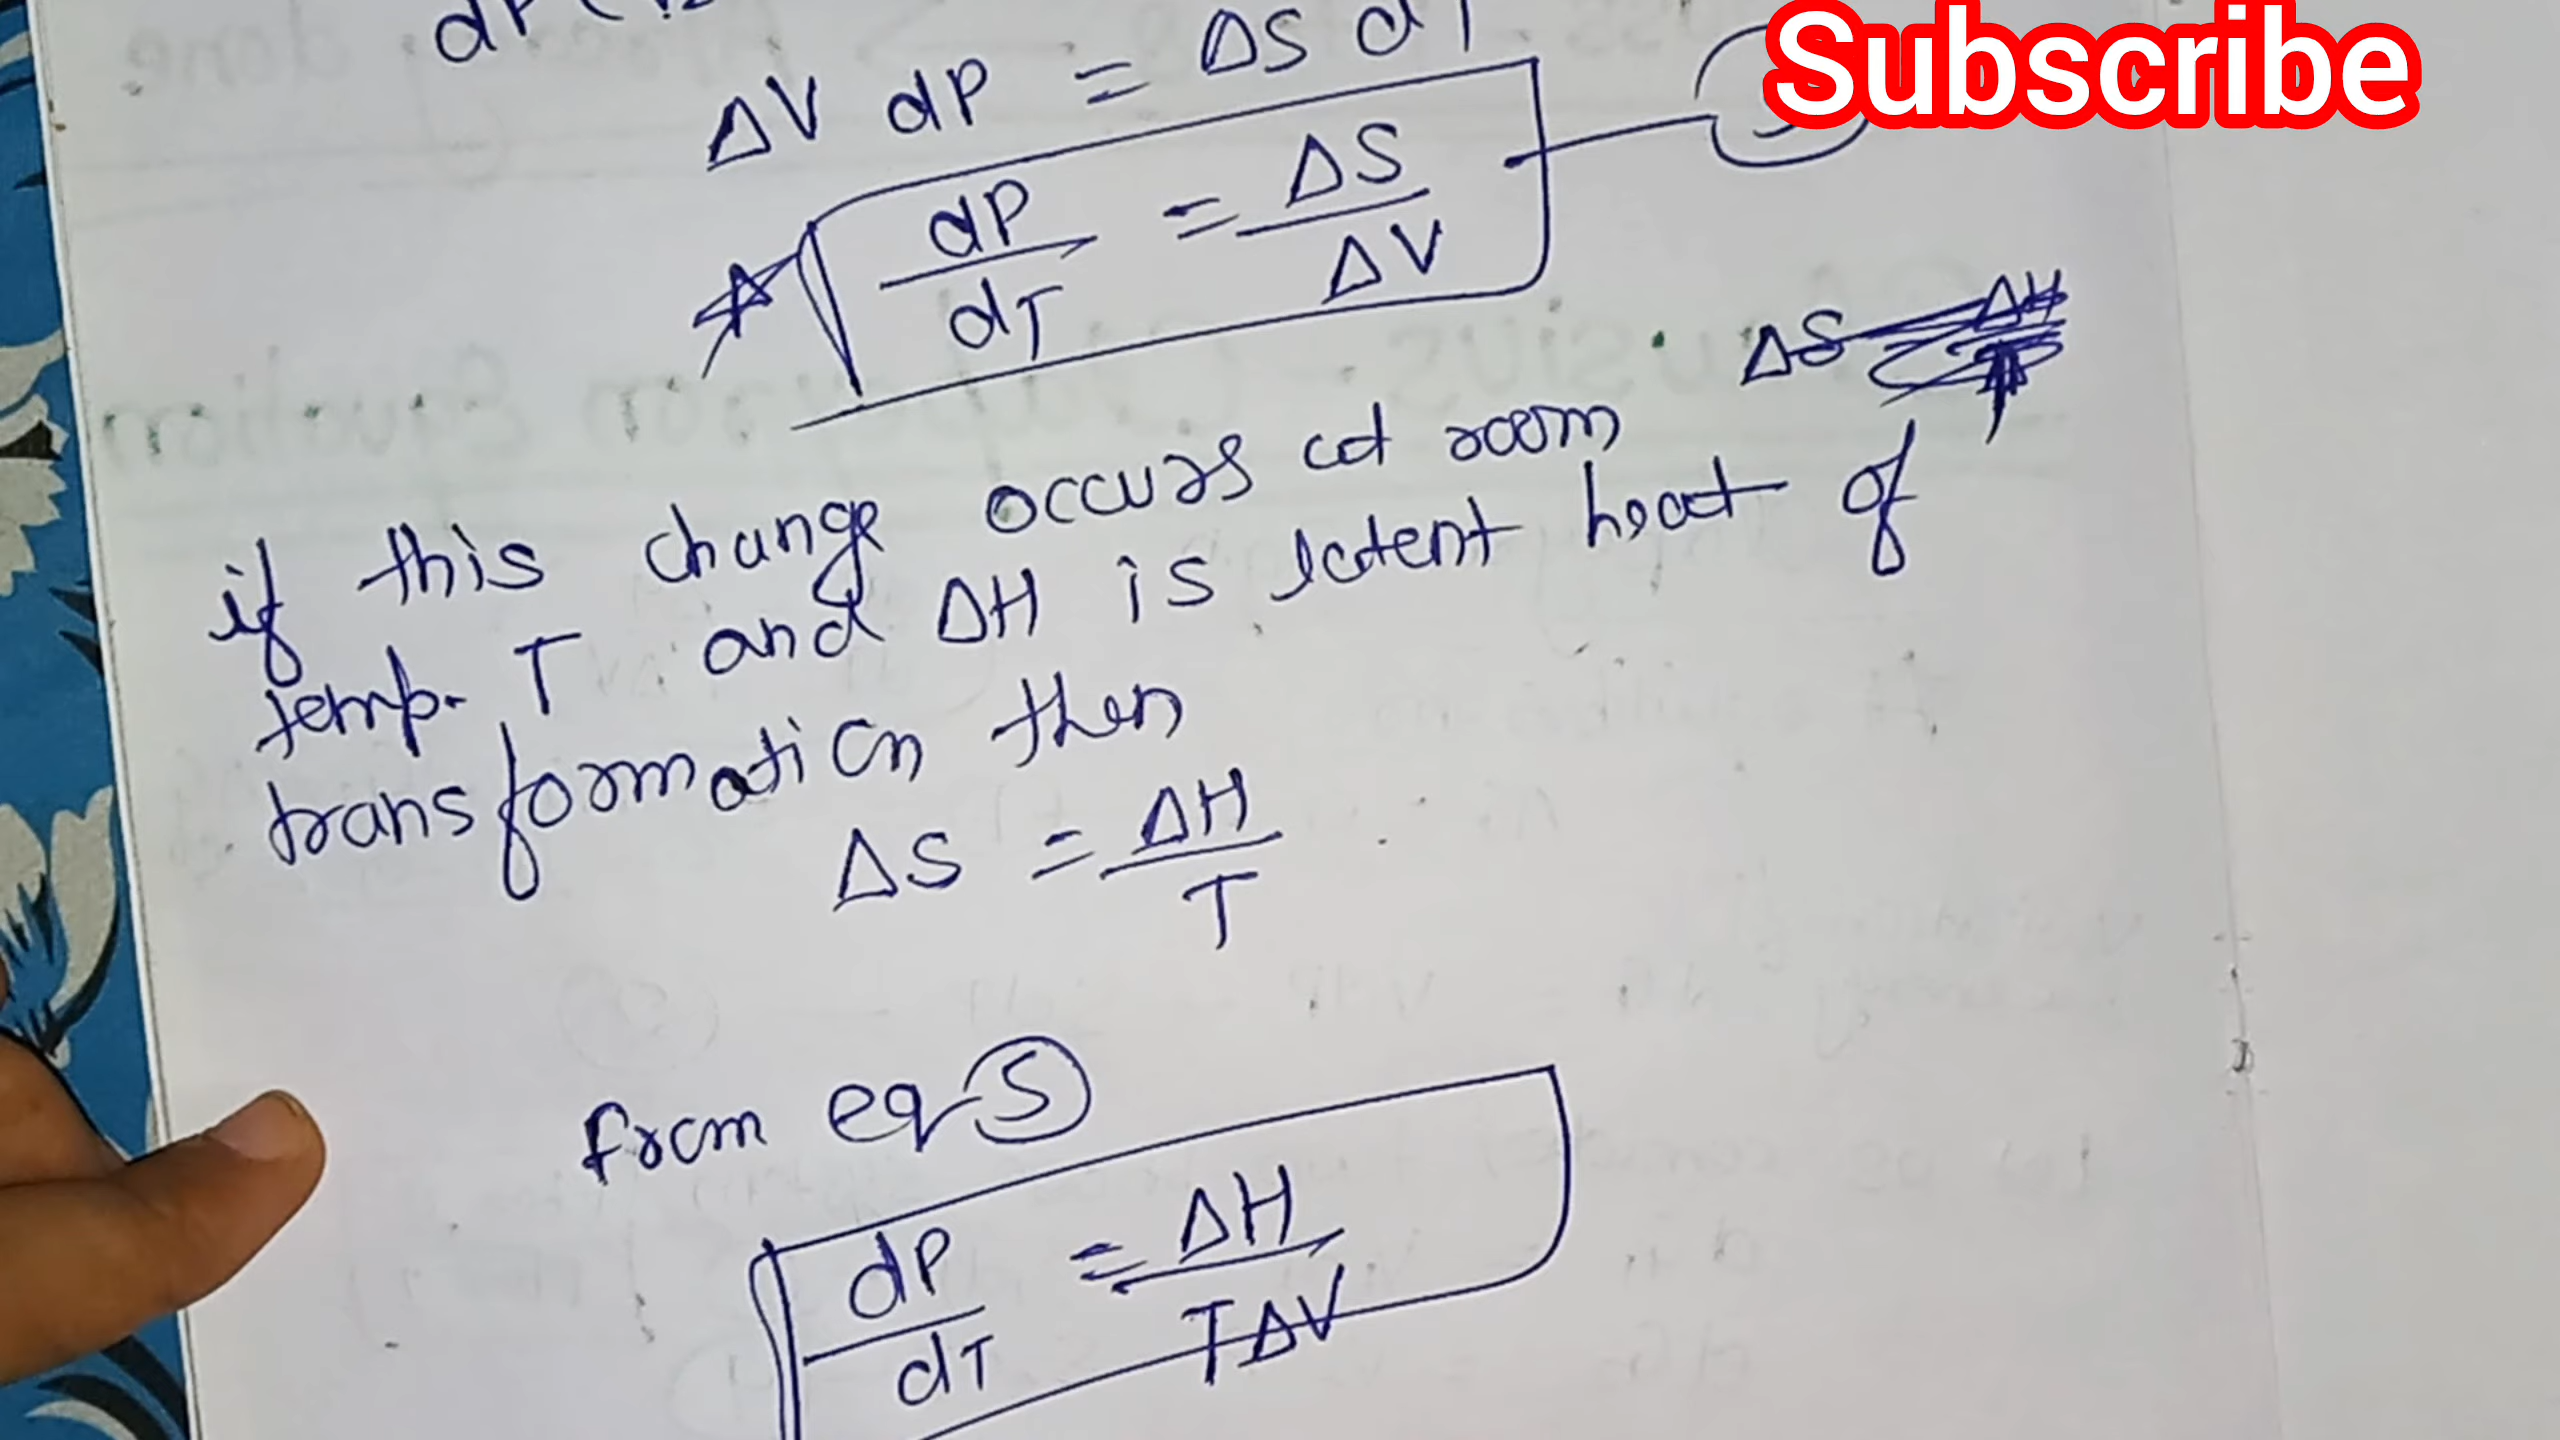 dP
Subscribe
ΔV dP = ΔS dT
dP/dT = ΔS/ΔV
ΔS ΔH
if this change occurs at room
temp. T and ΔH is latent heat of
transformation then
ΔS = ΔH/T
from eq 5
dP/dT = ΔH/TΔV